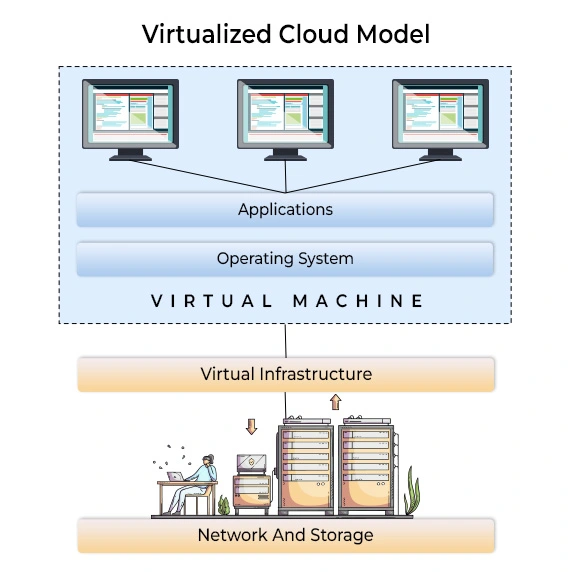 Virtualized Cloud Model
Applications
Operating System
VIRTUAL MACHINE
Virtual Infrastructure
Network And Storage